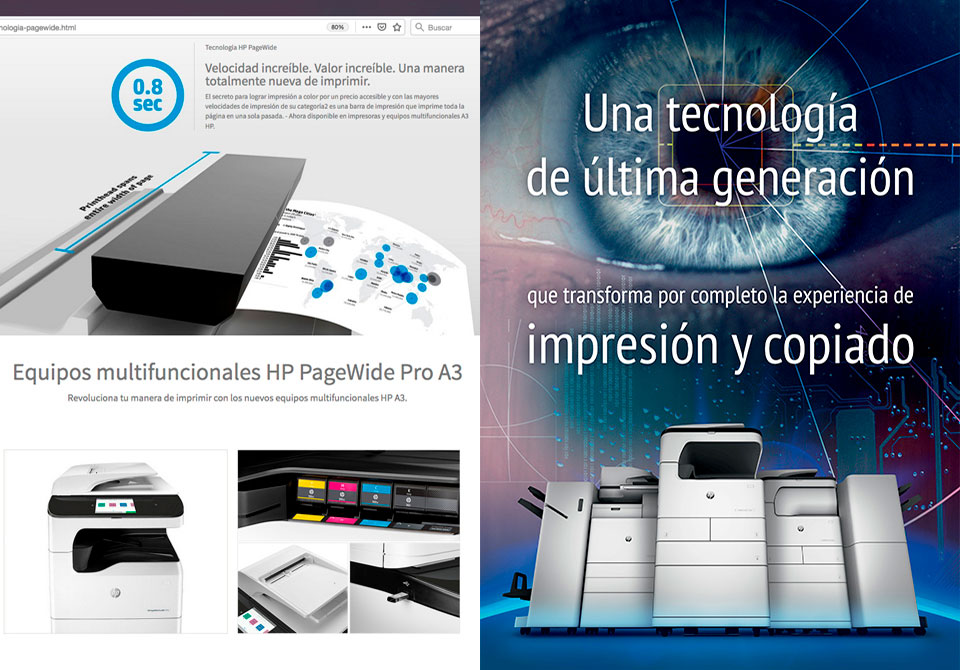 nologia-pagewide.html
80%
Buscar
Tecnología HP PageWide
0.8
sec
Velocidad increíble. Valor increíble. Una manera
totalmente nueva de imprimir.
El secreto para lograr impresión a color por un precio accesible y con las mayores
velocidades de impresión de su categoría2 es una barra de impresión que imprime toda la
página en una sola pasada. - Ahora disponible en impresoras y equipos multifuncionales A3
HP.
Printhead spans
entire width of page
Equipos multifuncionales HP PageWide Pro A3
Revoluciona tu manera de imprimir con los nuevos equipos multifuncionales HP A3.
Una tecnología
de última generación
que transforma por completo la experiencia de
impresión y copiado